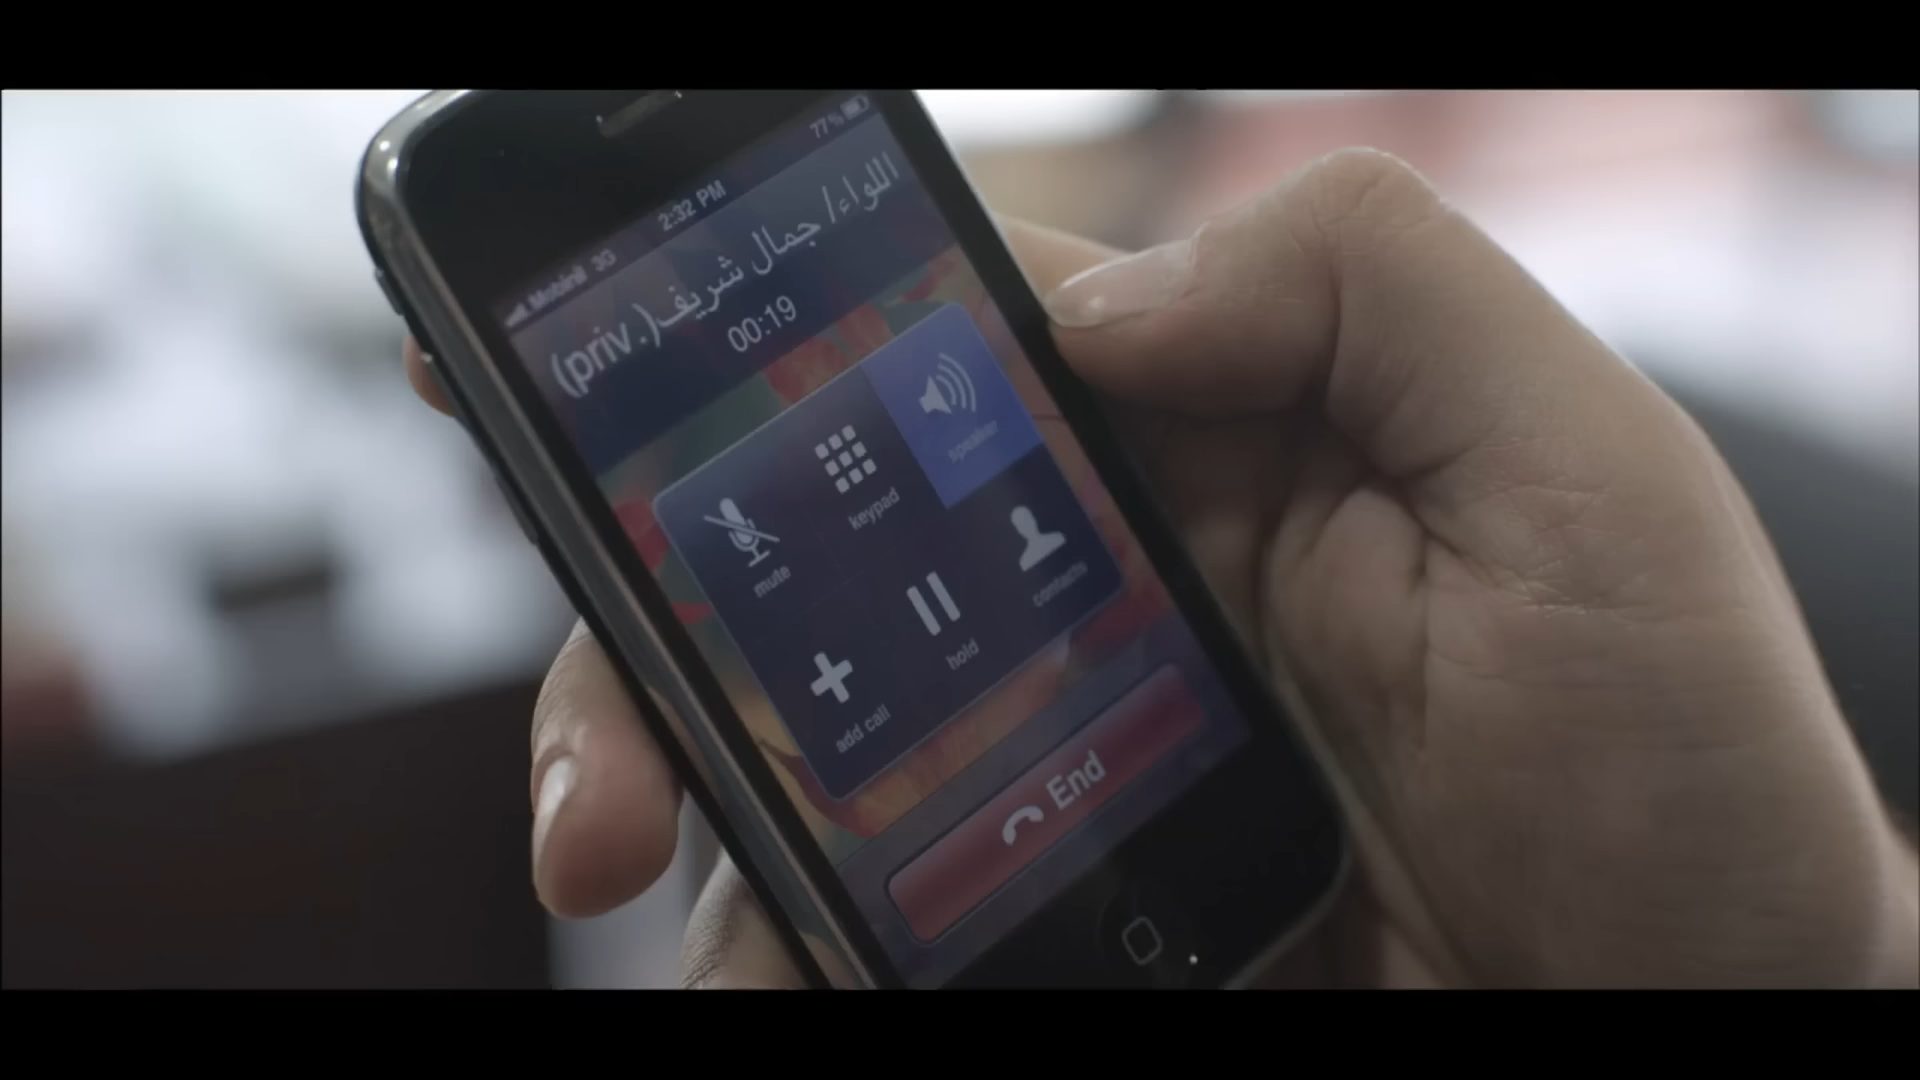 Mobinil 3G 2:32 PM 77%
اللواء/ جمال شريف(.priv)
00:19
mute keypad speaker
add call hold contacts
End